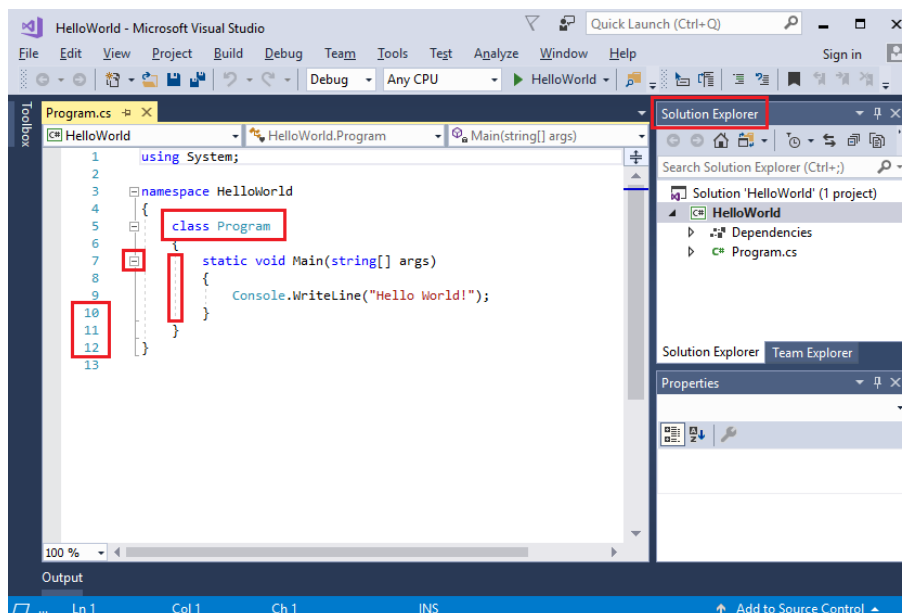 HelloWorld - Microsoft Visual Studio
Quick Launch (Ctrl+Q)
File Edit View Project Build Debug Team Tools Test Analyze Window Help
Sign in
Debug Any CPU HelloWorld
Toolbox
Program.cs
C# HelloWorld HelloWorld.Program Main(string[] args)
1 using System;
2
3 namespace HelloWorld
4 {
5 class Program
6 {
7 static void Main(string[] args)
8 {
9 Console.WriteLine("Hello World!");
10 }
11 }
12 }
13
100 %
Solution Explorer
Search Solution Explorer (Ctrl+;)
Solution 'HelloWorld' (1 project)
C# HelloWorld
Dependencies
C# Program.cs
Solution Explorer Team Explorer
Properties
Output
... Ln 1 Col 1 Ch 1 INS Add to Source Control